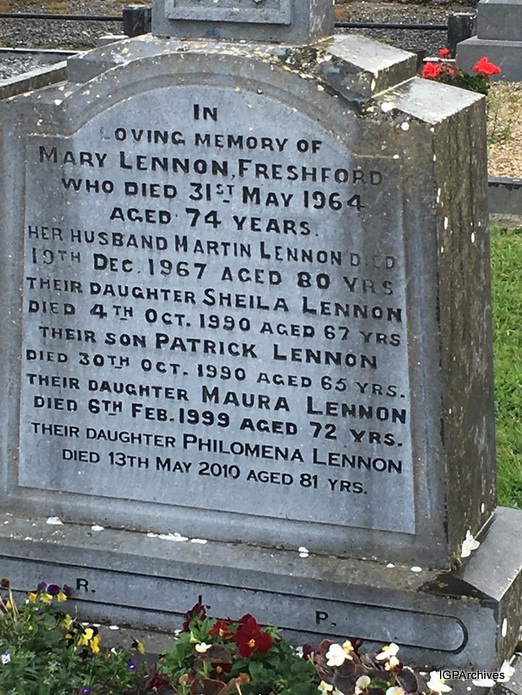 IN
LOVING MEMORY OF
MARY LENNON, FRESHFORD
WHO DIED 31ST MAY 1964
AGED 74 YEARS.
HER HUSBAND MARTIN LENNON DIED
19TH DEC. 1967 AGED 80 YRS
THEIR DAUGHTER SHEILA LENNON
DIED 4TH OCT. 1990 AGED 67 YRS
THEIR SON PATRICK LENNON
DIED 30TH OCT. 1990 AGED 65 YRS.
THEIR DAUGHTER MAURA LENNON
DIED 6TH FEB. 1999 AGED 72 YRS.
THEIR DAUGHTER PHILOMENA LENNON
DIED 13TH MAY 2010 AGED 81 YRS.
R. P.
IGPArchives